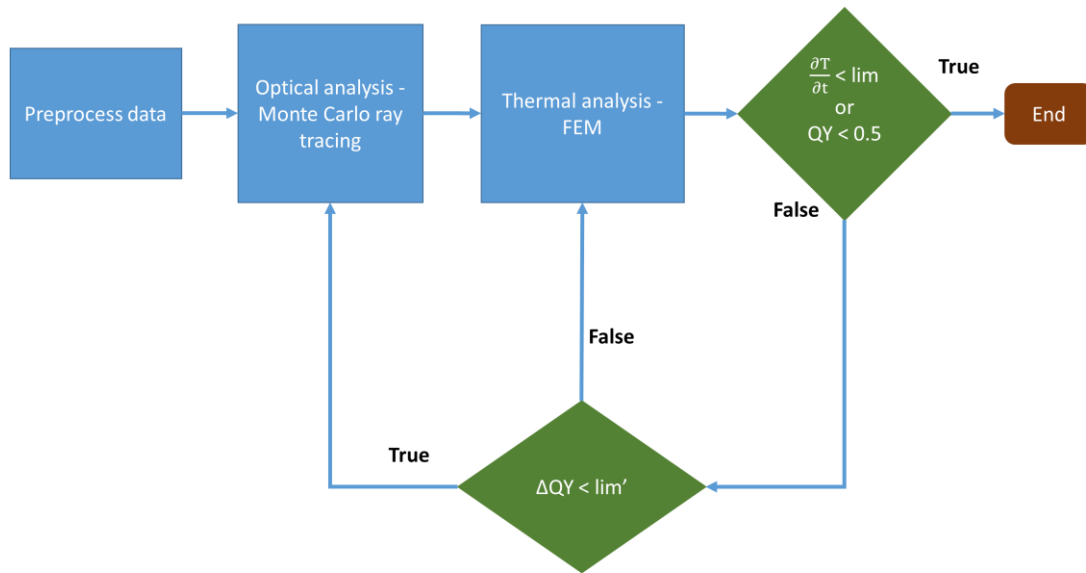 Preprocess data
Optical analysis -
Monte Carlo ray
tracing
Thermal analysis -
FEM
∂T/∂t < lim
or
QY < 0.5
True
End
False
False
True
ΔQY < lim′